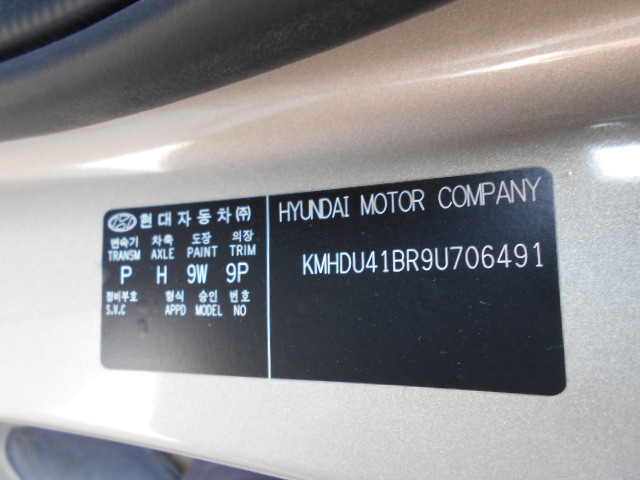 현대자동차㈜
변속기 차축 도장 의장
TRANSM AXLE PAINT TRIM
P H 9W 9P
정비부호 형식 승인 번호
S.V.C APPD MODEL NO
HYUNDAI MOTOR COMPANY
KMHDU41BR9U706491